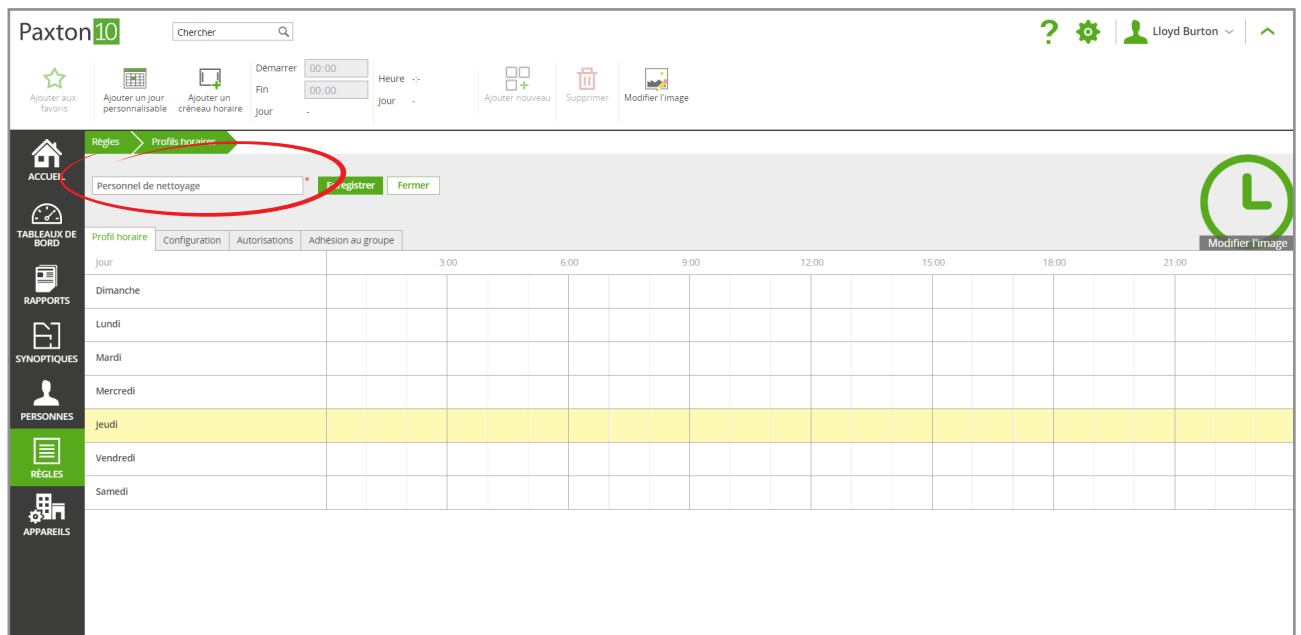 Paxton10
Chercher
Lloyd Burton
Ajouter aux
favoris
Ajouter un jour
personnalisable
Ajouter un
créneau horaire
Démarrer 00:00
Fin 00:00
Jour -
Heure -:-
Jour -
Ajouter nouveau
Supprimer
Modifier l'image
Règles
Profils horaires
ACCUEIL
TABLEAUX DE
BORD
RAPPORTS
SYNOPTIQUES
PERSONNES
RÈGLES
APPAREILS
Personnel de nettoyage *
Enregistrer
Fermer
Modifier l'image
Profil horaire
Configuration
Autorisations
Adhésion au groupe
Jour 3:00 6:00 9:00 12:00 15:00 18:00 21:00
Dimanche
Lundi
Mardi
Mercredi
Jeudi
Vendredi
Samedi